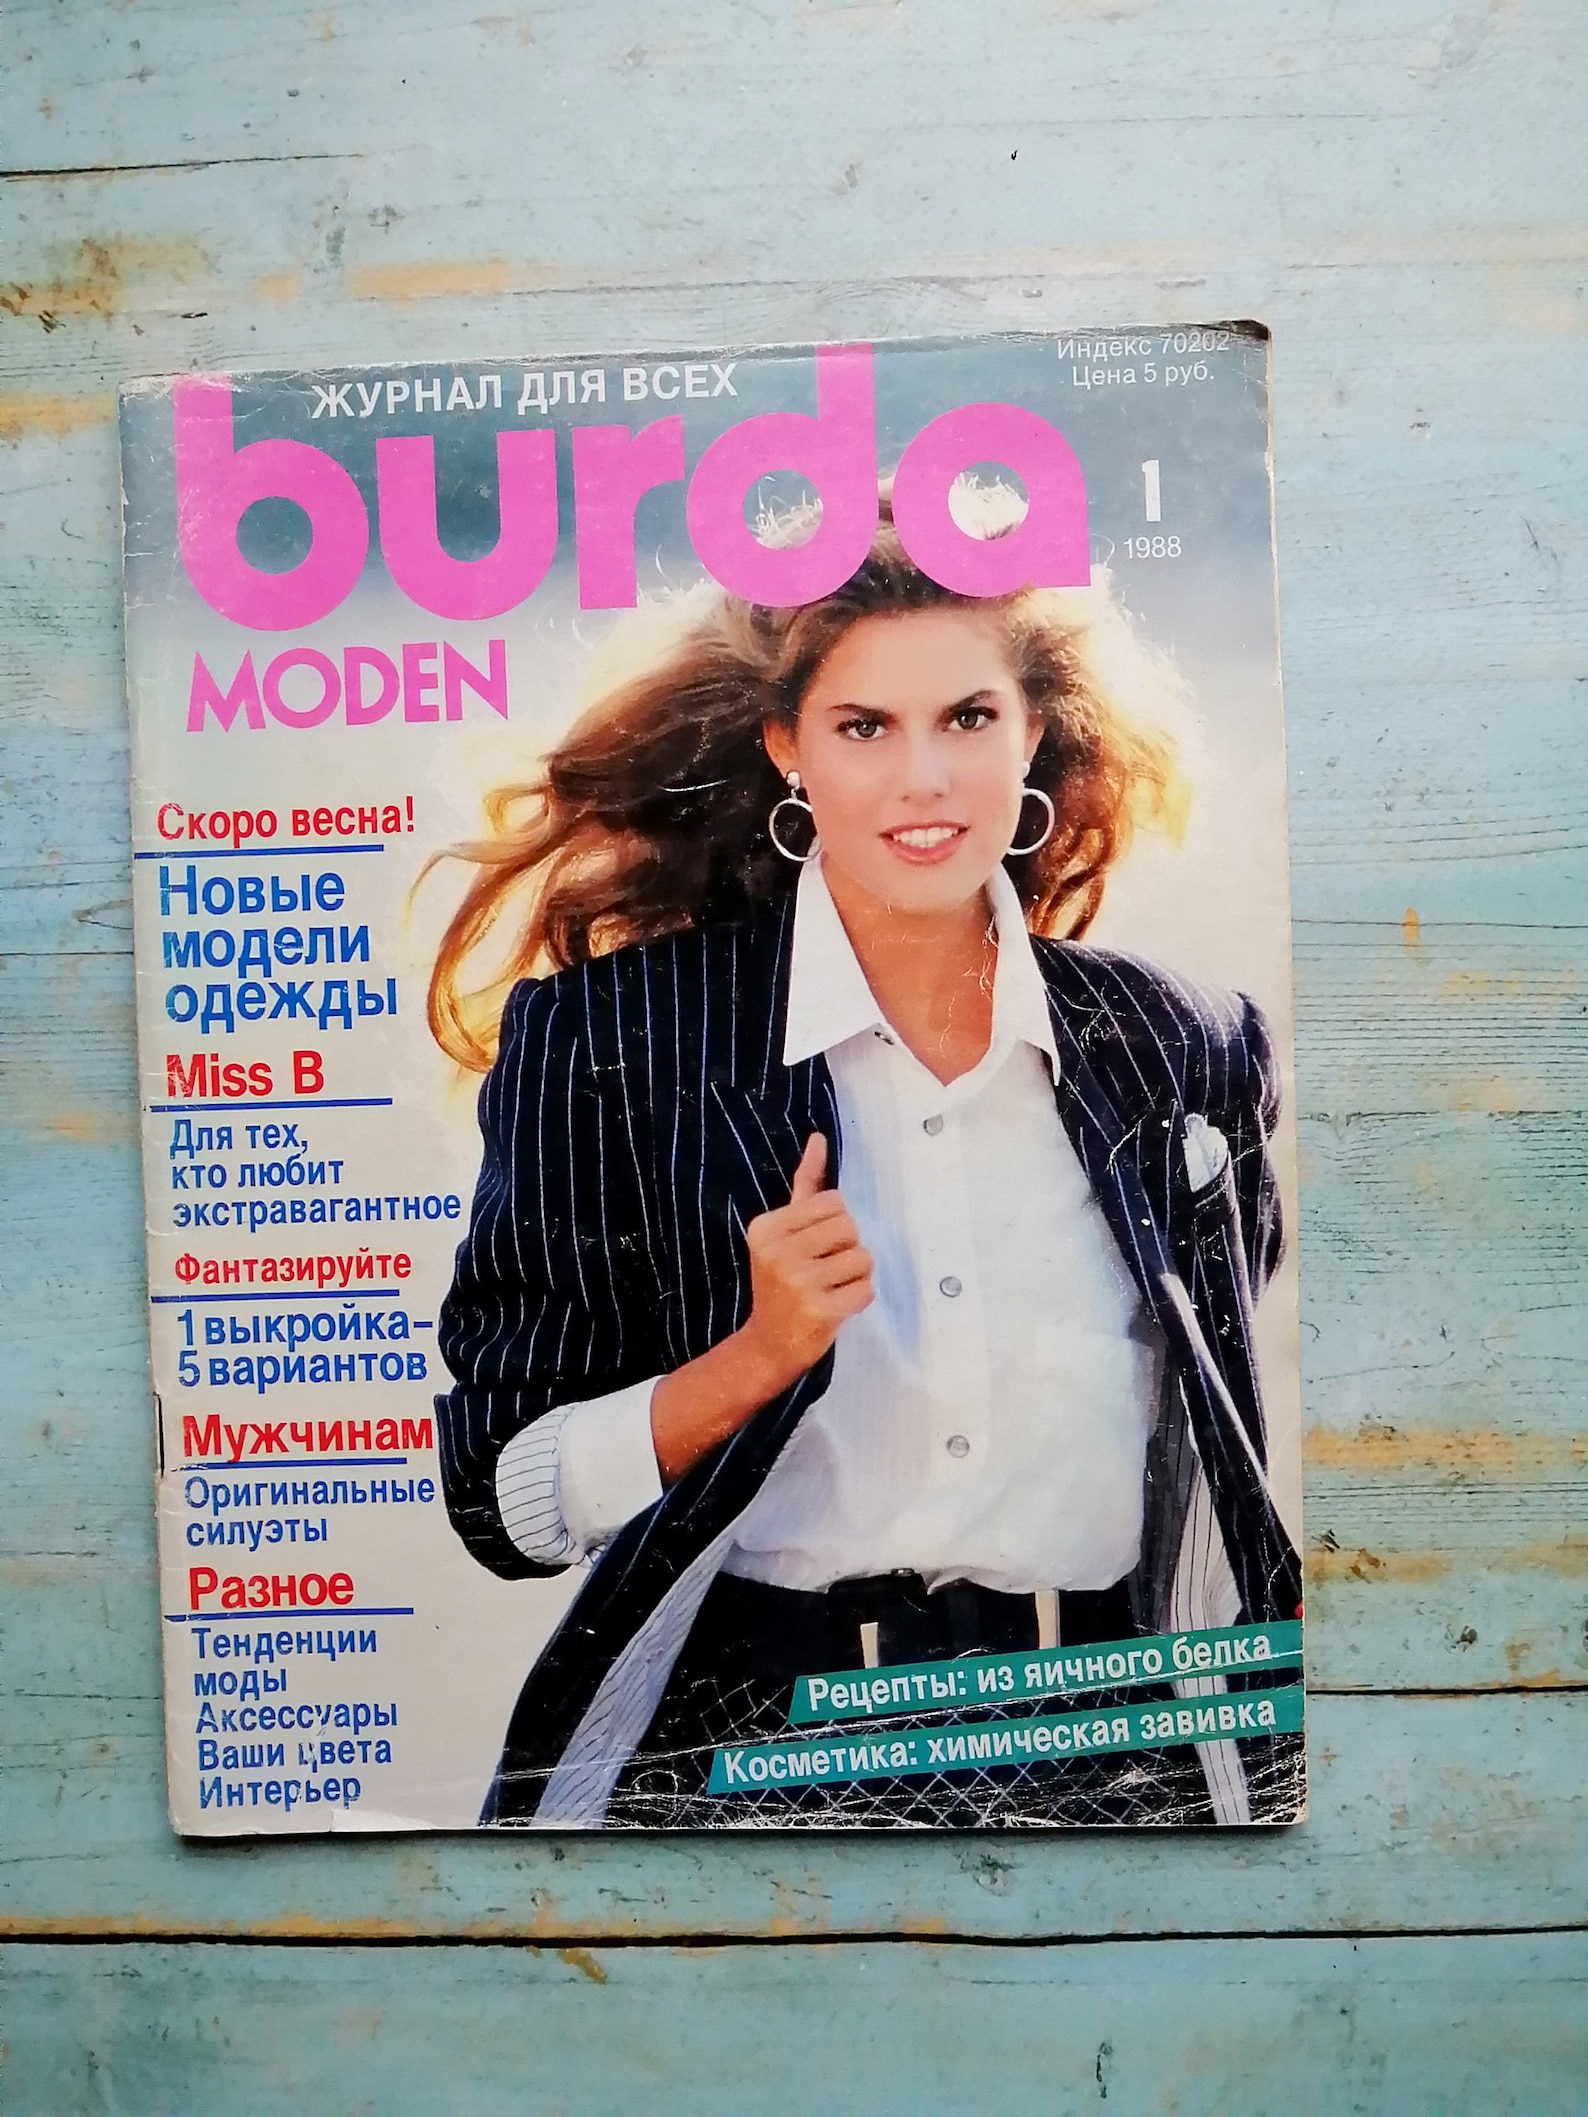 ЖУРНАЛ ДЛЯ ВСЕХ
Индекс 70202
Цена 5 руб.
burda
1
1988
MODEN
Скоро весна!
Новые
модели
одежды
Miss B
Для тех,
кто любит
экстравагантное
Фантазируйте
1 выкройка-
5 вариантов
Мужчинам
Оригинальные
силуэты
Разное
Тенденции
моды
Аксессуары
Ваши цвета
Интерьер
Рецепты: из яичного белка
Косметика: химическая завивка